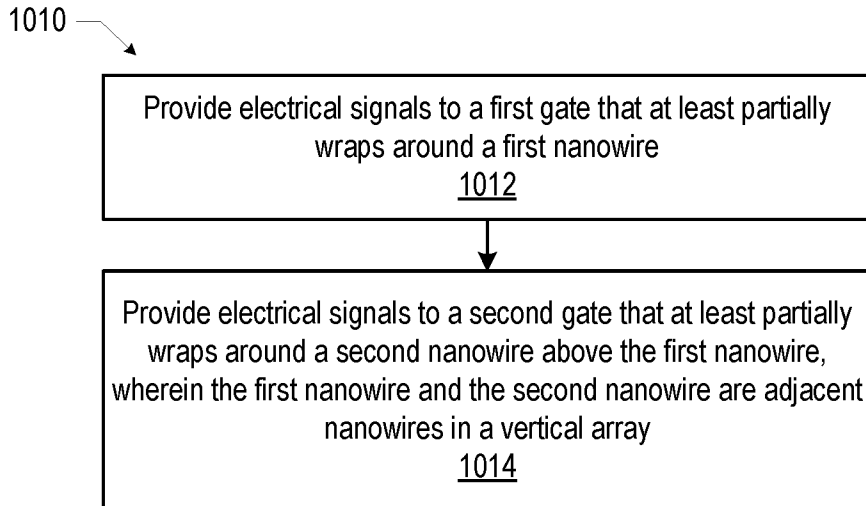 1010
Provide electrical signals to a first gate that at least partially
wraps around a first nanowire
1012
Provide electrical signals to a second gate that at least partially
wraps around a second nanowire above the first nanowire,
wherein the first nanowire and the second nanowire are adjacent
nanowires in a vertical array
1014